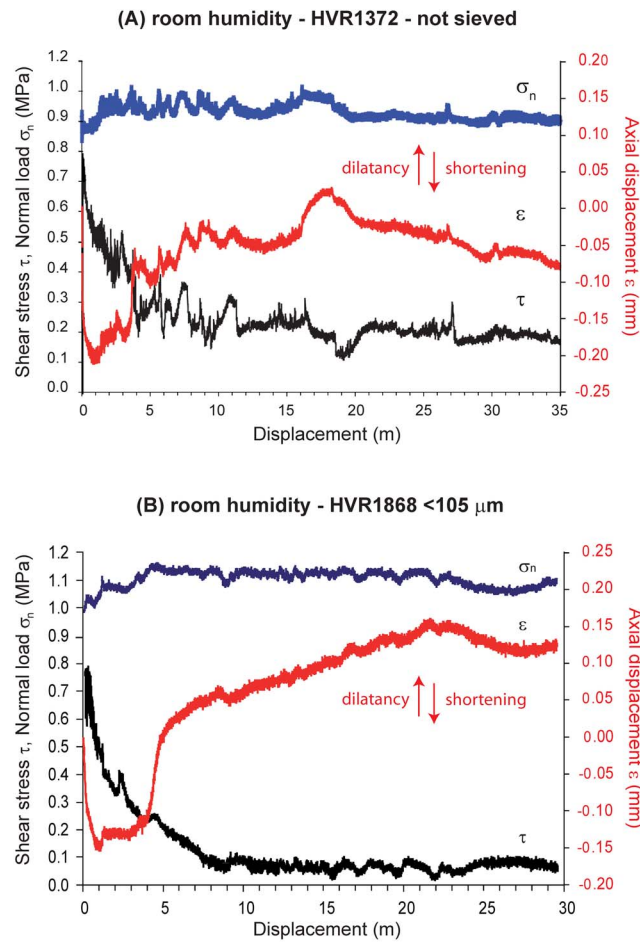 (A) room humidity - HVR1372 - not sieved
Shear stress τ, Normal load σn (MPa)
1.2
1.1
1.0
0.9
0.8
0.7
0.6
0.5
0.4
0.3
0.2
0.1
0.0
σn
dilatancy
shortening
ε
τ
0.20
0.15
0.10
0.05
0.00
-0.05
-0.10
-0.15
-0.20
-0.25
Axial displacement ε (mm)
0 5 10 15 20 25 30 35
Displacement (m)
(B) room humidity - HVR1868 <105 μm
Shear stress τ, Normal load σn (MPa)
1.2
1.1
1.0
0.9
0.8
0.7
0.6
0.5
0.4
0.3
0.2
0.1
0.0
σn
ε
dilatancy
shortening
τ
0.25
0.20
0.15
0.10
0.05
0.00
-0.05
-0.10
-0.15
-0.20
Axial displacement ε (mm)
0 5 10 15 20 25 30
Displacement (m)